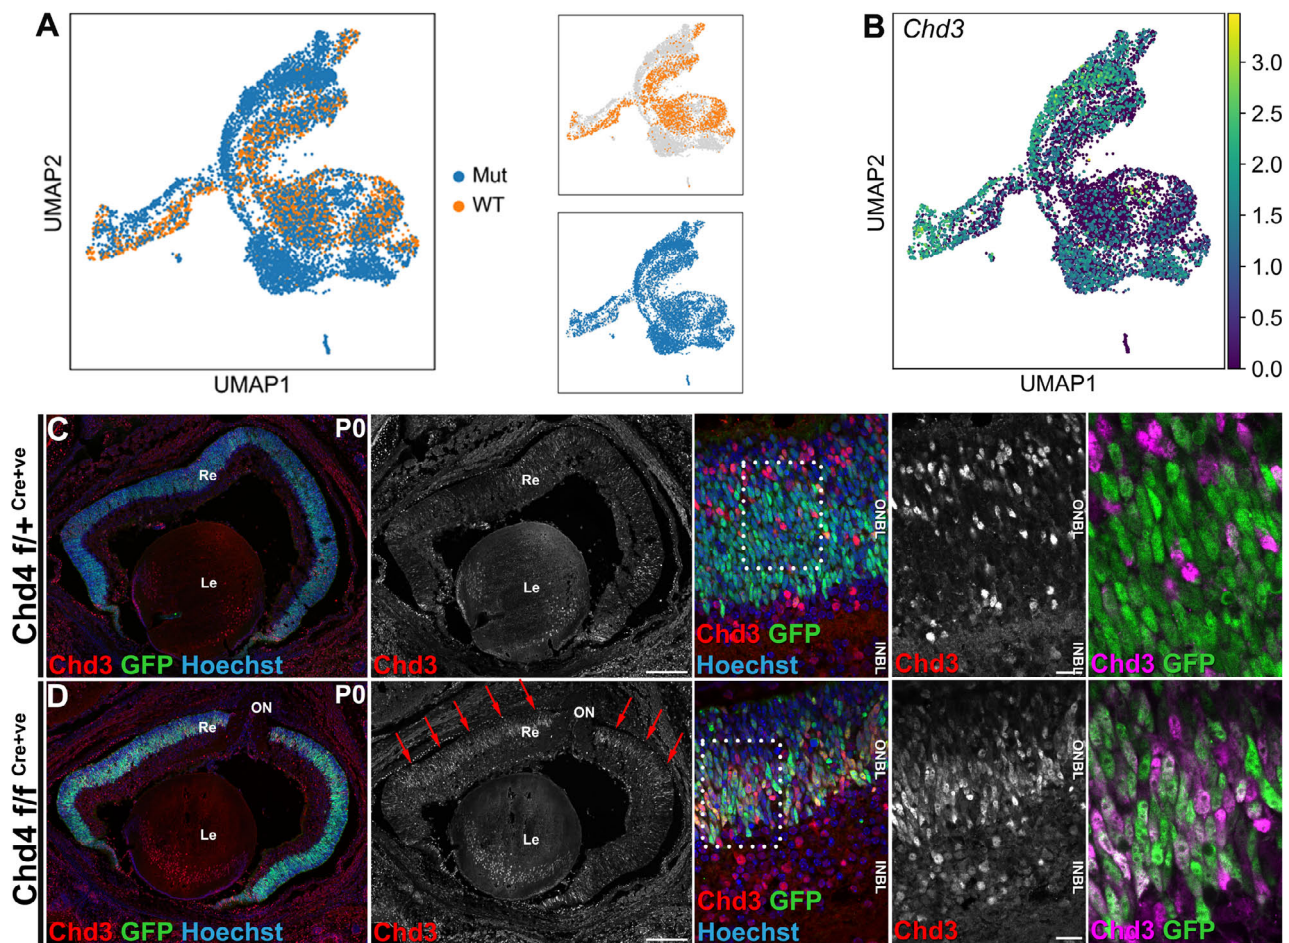 A
UMAP2
UMAP1
Mut
WT
B
Chd3
UMAP2
UMAP1
3.0
2.5
2.0
1.5
1.0
0.5
0.0
Chd4 f/+ Cre+ve
C
P0
Re
Le
Chd3 GFP Hoechst
Re
Le
Chd3
ONBL
INBL
Chd3 GFP
Hoechst
ONBL
INBL
Chd3
Chd3 GFP
Chd4 f/f Cre+ve
D
P0
ON
Re
Le
Chd3 GFP Hoechst
ON
Re
Le
Chd3
ONBL
INBL
Chd3 GFP
Hoechst
ONBL
INBL
Chd3
Chd3 GFP